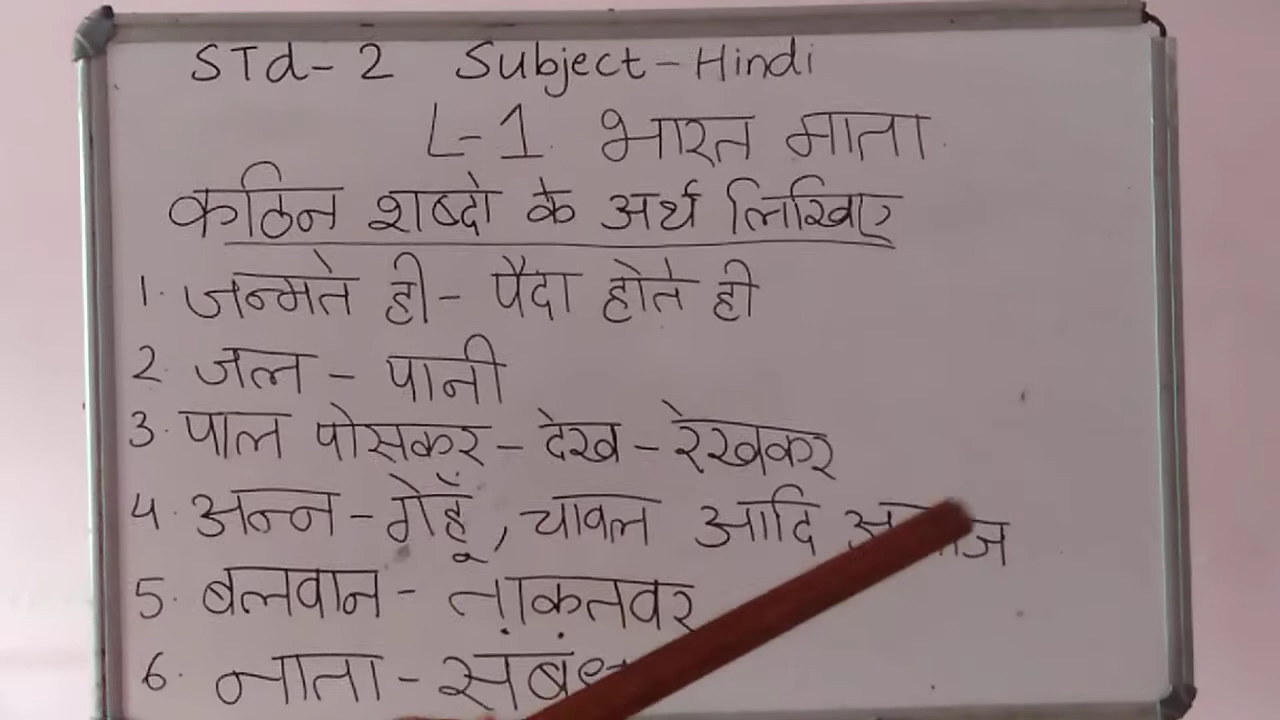 STd-2 Subject-Hindi
L-1 भारत माता
कठिन शब्दो के अर्थ लिखिए
1. जन्मते ही - पैदा होते ही
2. जल - पानी
3. पाल पोसकर - देख - रेखकर
4. अन्न - गेहूँ, चावल आदि
5. बलवान - ताकतवर
6. नाता -